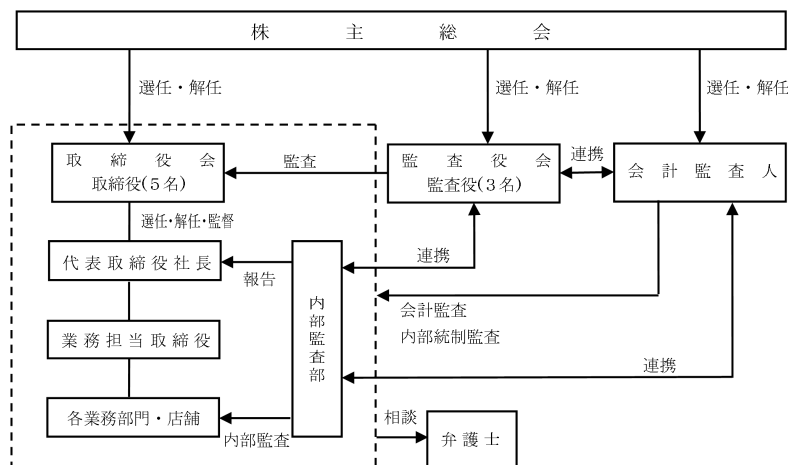 株主総会
選任・解任
選任・解任
選任・解任
取締役会
取締役(5名)
監査
監査役会
監査役(3名)
連携
会計監査人
選任・解任・監督
代表取締役社長
報告
内部監査部
連携
会計監査
内部統制監査
業務担当取締役
連携
各業務部門・店舗
内部監査
相談
弁護士